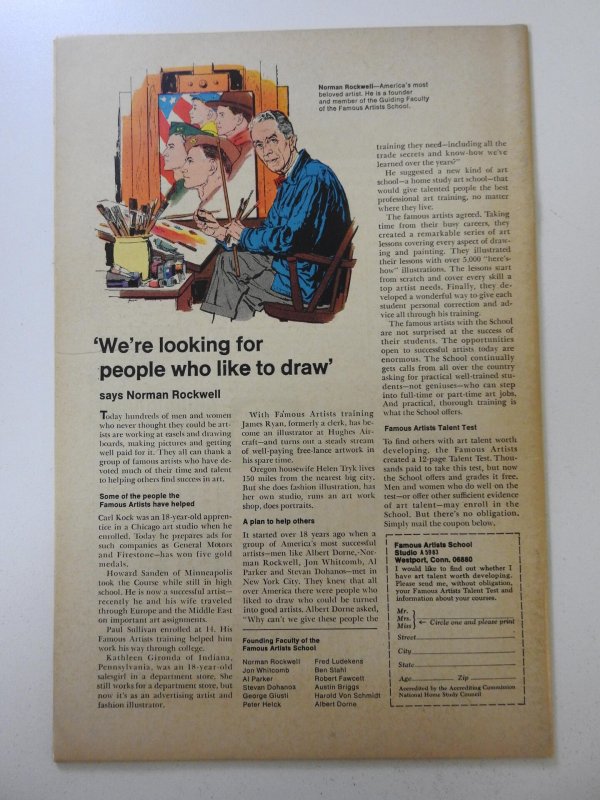 Norman Rockwell—America's most
beloved artist. He is a founder
and member of the Guiding Faculty
of the Famous Artists School.
'We're looking for
people who like to draw'
says Norman Rockwell
Today hundreds of men and women
who never thought they could be art-
ists are working at easels and drawing
boards, making pictures and getting
well paid for it. They all can thank a
group of famous artists who have de-
voted much of their time and talent
to helping others find success in art.
Some of the people the
Famous Artists have helped
Carl Kock was an 18-year-old appren-
tice in a Chicago art studio when he
enrolled. Today he prepares ads for
such companies as General Motors
and Firestone—has won five gold
medals.
Howard Sanden of Minneapolis
took the Course while still in high
school. He is now a successful artist—
recently he and his wife traveled
through Europe and the Middle East
on important art assignments.
Paul Sullivan enrolled at 14. His
Famous Artists training helped him
work his way through college.
Kathleen Gironda of Indiana,
Pennsylvania, was an 18-year-old
salesgirl in a department store. She
still works for a department store, but
now it's as an advertising artist and
fashion illustrator.
With Famous Artists training
James Ryan, formerly a clerk, has be-
come an illustrator at Hughes Air-
craft—and turns out a steady stream
of well-paying free-lance artwork in
his spare time.
Oregon housewife Helen Tryk lives
150 miles from the nearest big city.
But she does fashion illustration, has
her own studio, runs an art work
shop, does portraits.
A plan to help others
It started over 18 years ago when a
group of America's most successful
artists—men like Albert Dorne, Nor-
man Rockwell, Jon Whitcomb, Al
Parker and Stevan Dohanos—met in
New York City. They knew that all
over America there were people who
liked to draw who could be turned
into good artists. Albert Dorne asked,
"Why can't we give these people the
Founding Faculty of the
Famous Artists School
Norman Rockwell
Jon Whitcomb
Al Parker
Stevan Dohanos
George Giusti
Peter Helck
Fred Ludekens
Ben Stahl
Robert Fawcett
Austin Briggs
Harold Von Schmidt
Albert Dorne
training they need—including all the
trade secrets and know-how we've
learned over the years?"
He suggested a new kind of art
school—a home study art school—that
would give talented people the best
professional art training, no matter
where they live.
The famous artists agreed. Taking
time from their busy careers, they
created a remarkable series of art
lessons covering every aspect of draw-
ing and painting. They illustrated
their lessons with over 5,000 "here's-
how" illustrations. The lessons start
from scratch and cover every skill a
top artist needs. Finally, they de-
veloped a wonderful way to give each
student personal correction and ad-
vice all through his training.
The famous artists with the School
are not surprised at the success of
their students. The opportunities
open to successful artists today are
enormous. The School continually
gets calls from all over the country
asking for practical well-trained stu-
dents—not geniuses—who can step
into full-time or part-time art jobs.
And practical, thorough training is
what the School offers.
Famous Artists Talent Test
To find others with art talent worth
developing, the Famous Artists
created a 12-page Talent Test. Thou-
sands paid to take this test, but now
the School offers and grades it free.
Men and women who do well on the
test—or offer other sufficient evidence
of art talent—may enroll in the
School. But there's no obligation.
Simply mail the coupon below.
Famous Artists School
Studio A5983
Westport, Conn. 06880
I would like to find out whether I
have art talent worth developing.
Please send me, without obligation,
your Famous Artists Talent Test and
information about your courses.
Mr.
Mrs.
Miss ← Circle one and please print
Street
City
State
Age Zip
Accredited by the Accrediting Commission
National Home Study Council